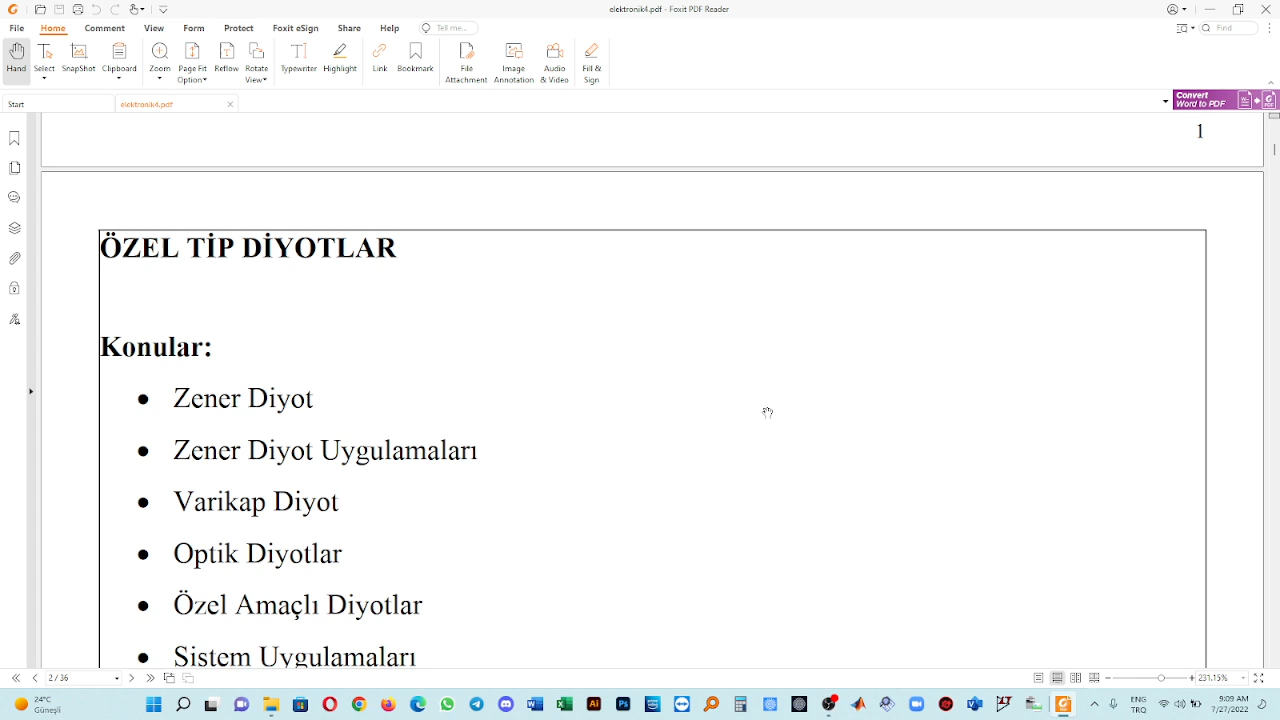 elektronik4.pdf - Foxit PDF Reader
File Home Comment View Form Protect Foxit eSign Share Help Tell me... Find
Hand Select SnapShot Clipboard Zoom Page Fit Option Reflow Rotate View Typewriter Highlight Link Bookmark File Attachment Image Annotation Audio & Video Fill & Sign
Start elektronik4.pdf Convert Word to PDF
1
ÖZEL TİP DİYOTLAR
Konular:
• Zener Diyot
• Zener Diyot Uygulamaları
• Varikap Diyot
• Optik Diyotlar
• Özel Amaçlı Diyotlar
• Sistem Uygulamaları
2 / 36 231.15%
24°C
Güneşli
ENG
TRQ
9:09 AM
7/27/2022